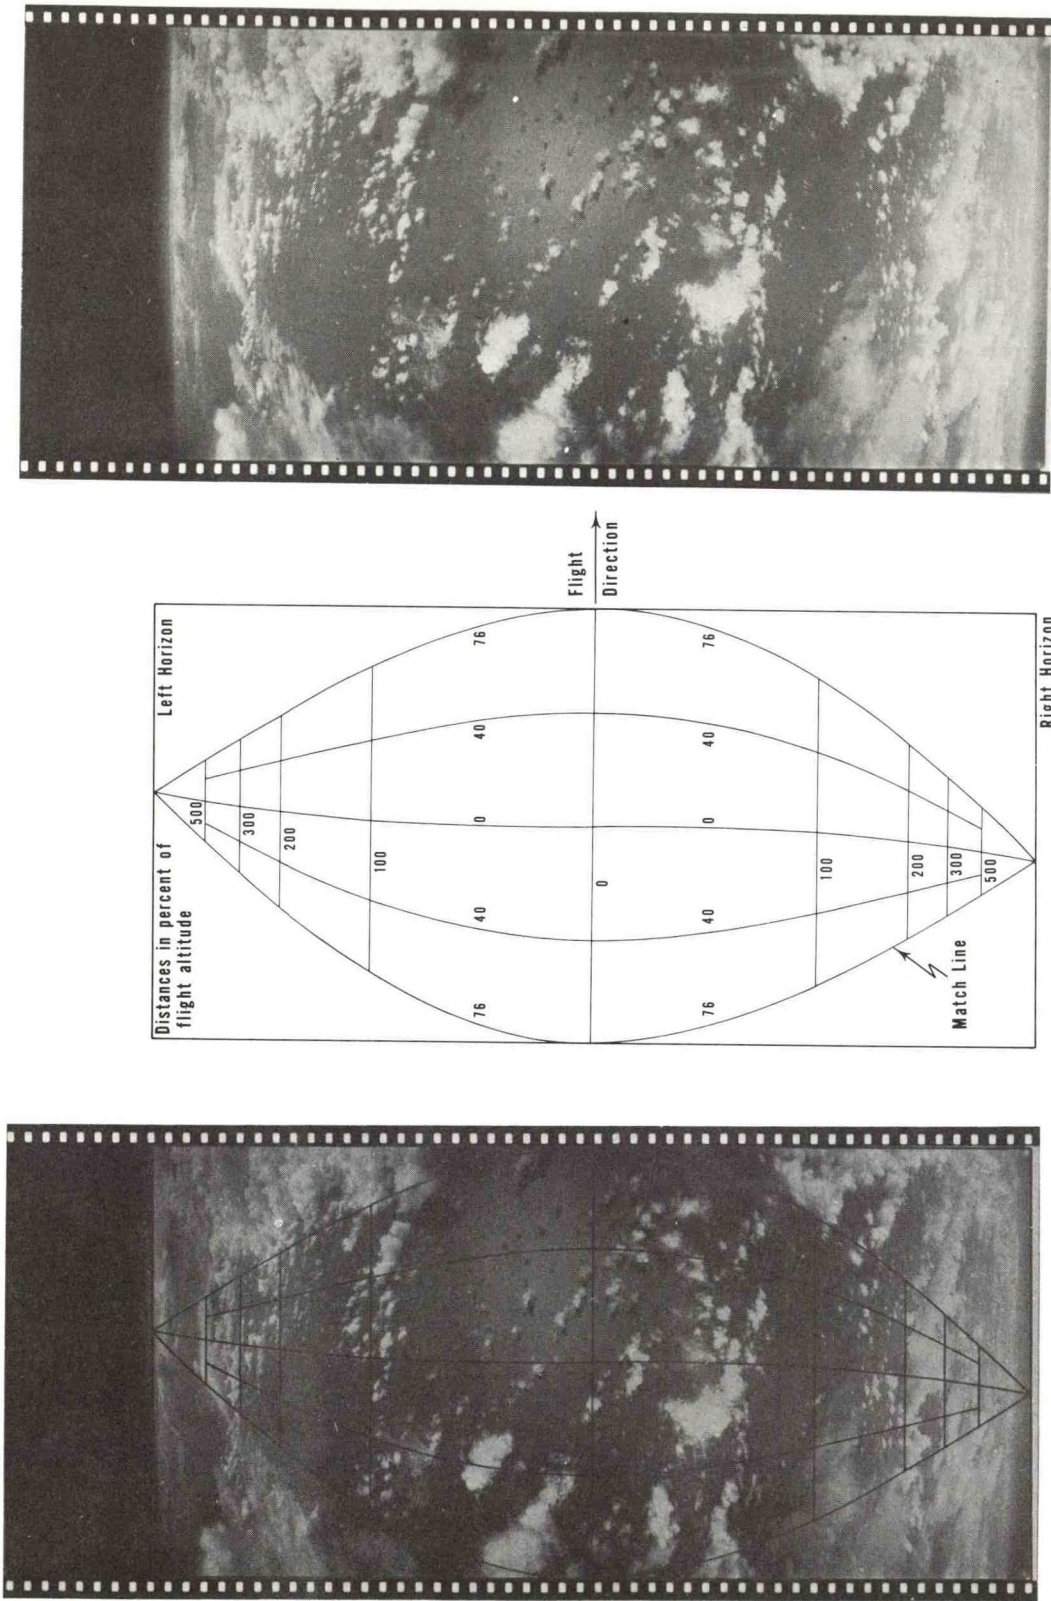 Flight
Direction
Left Horizon
Distances in percent of
flight altitude
500
300
200
100
76
40
0
40
76
0
76
40
0
40
76
100
200
300
500
Match Line
Right Horizon